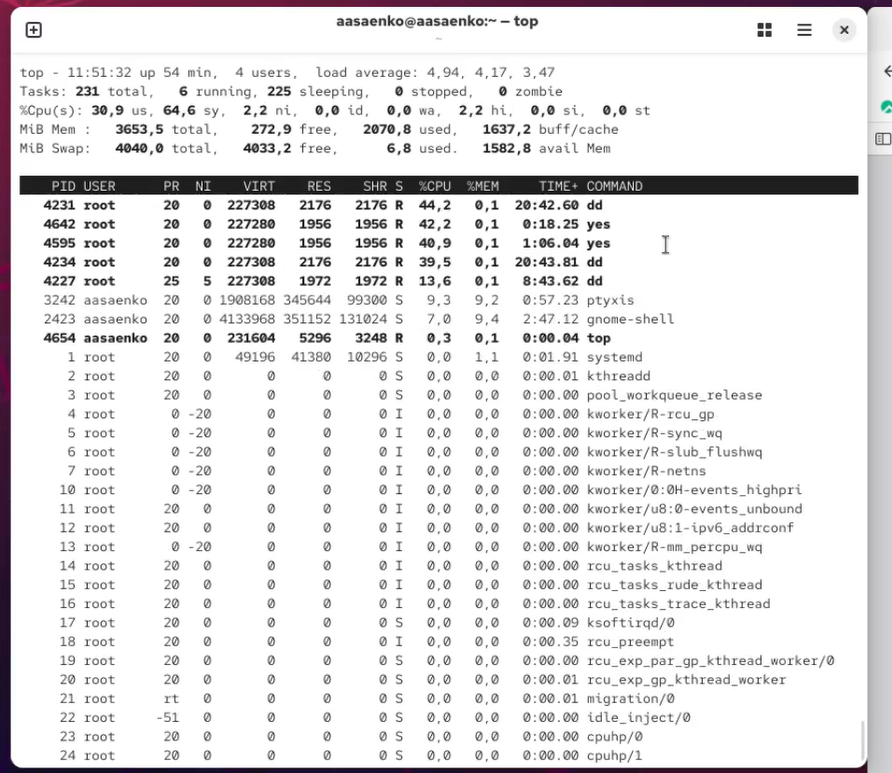 aasaenko@aasaenko:~ — top
~
top - 11:51:32 up 54 min,  4 users,  load average: 4,94, 4,17, 3,47
Tasks: 231 total,   6 running, 225 sleeping,   0 stopped,   0 zombie
%Cpu(s): 30,9 us, 64,6 sy,  2,2 ni,  0,0 id,  0,0 wa,  2,2 hi,  0,0 si,  0,0 st
MiB Mem :   3653,5 total,    272,9 free,   2070,8 used,   1637,2 buff/cache
MiB Swap:   4040,0 total,   4033,2 free,      6,8 used.   1582,8 avail Mem
PID USER      PR  NI    VIRT    RES    SHR S  %CPU  %MEM     TIME+ COMMAND
4231 root      20   0  227308   2176   2176 R  44,2   0,1  20:42.60 dd
4642 root      20   0  227280   1956   1956 R  42,2   0,1   0:18.25 yes
4595 root      20   0  227280   1956   1956 R  40,9   0,1   1:06.04 yes
4234 root      20   0  227308   2176   2176 R  39,5   0,1  20:43.81 dd
4227 root      25   5  227308   1972   1972 R  13,6   0,1   8:43.62 dd
3242 aasaenko  20   0 1908168 345644  99300 S   9,3   9,2   0:57.23 ptyxis
2423 aasaenko  20   0 4133968 351152 131024 S   7,0   9,4   2:47.12 gnome-shell
4654 aasaenko  20   0  231604   5296   3248 R   0,3   0,1   0:00.04 top
1 root      20   0   49196  41380  10296 S   0,0   1,1   0:01.91 systemd
2 root      20   0       0      0      0 S   0,0   0,0   0:00.01 kthreadd
3 root      20   0       0      0      0 S   0,0   0,0   0:00.00 pool_workqueue_release
4 root       0 -20       0      0      0 I   0,0   0,0   0:00.00 kworker/R-rcu_gp
5 root       0 -20       0      0      0 I   0,0   0,0   0:00.00 kworker/R-sync_wq
6 root       0 -20       0      0      0 I   0,0   0,0   0:00.00 kworker/R-slub_flushwq
7 root       0 -20       0      0      0 I   0,0   0,0   0:00.00 kworker/R-netns
10 root       0 -20       0      0      0 I   0,0   0,0   0:00.00 kworker/0:0H-events_highpri
11 root      20   0       0      0      0 I   0,0   0,0   0:00.00 kworker/u8:0-events_unbound
12 root      20   0       0      0      0 I   0,0   0,0   0:00.00 kworker/u8:1-ipv6_addrconf
13 root       0 -20       0      0      0 I   0,0   0,0   0:00.00 kworker/R-mm_percpu_wq
14 root      20   0       0      0      0 I   0,0   0,0   0:00.00 rcu_tasks_kthread
15 root      20   0       0      0      0 I   0,0   0,0   0:00.00 rcu_tasks_rude_kthread
16 root      20   0       0      0      0 I   0,0   0,0   0:00.00 rcu_tasks_trace_kthread
17 root      20   0       0      0      0 S   0,0   0,0   0:00.09 ksoftirqd/0
18 root      20   0       0      0      0 I   0,0   0,0   0:00.35 rcu_preempt
19 root      20   0       0      0      0 S   0,0   0,0   0:00.00 rcu_exp_par_gp_kthread_worker/0
20 root      20   0       0      0      0 S   0,0   0,0   0:00.01 rcu_exp_gp_kthread_worker
21 root      rt   0       0      0      0 S   0,0   0,0   0:00.01 migration/0
22 root     -51   0       0      0      0 S   0,0   0,0   0:00.00 idle_inject/0
23 root      20   0       0      0      0 S   0,0   0,0   0:00.00 cpuhp/0
24 root      20   0       0      0      0 S   0,0   0,0   0:00.00 cpuhp/1